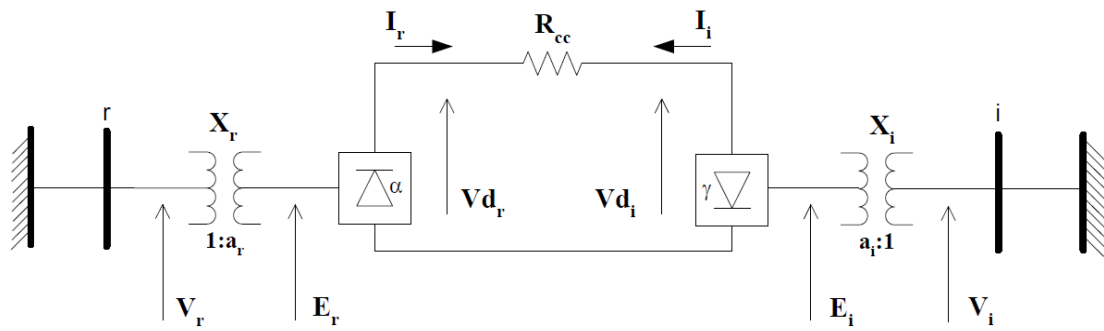 I_r
R_cc
I_i
r
X_r
α
Vd_r
Vd_i
γ
X_i
i
1:a_r
a_i:1
V_r
E_r
E_i
V_i